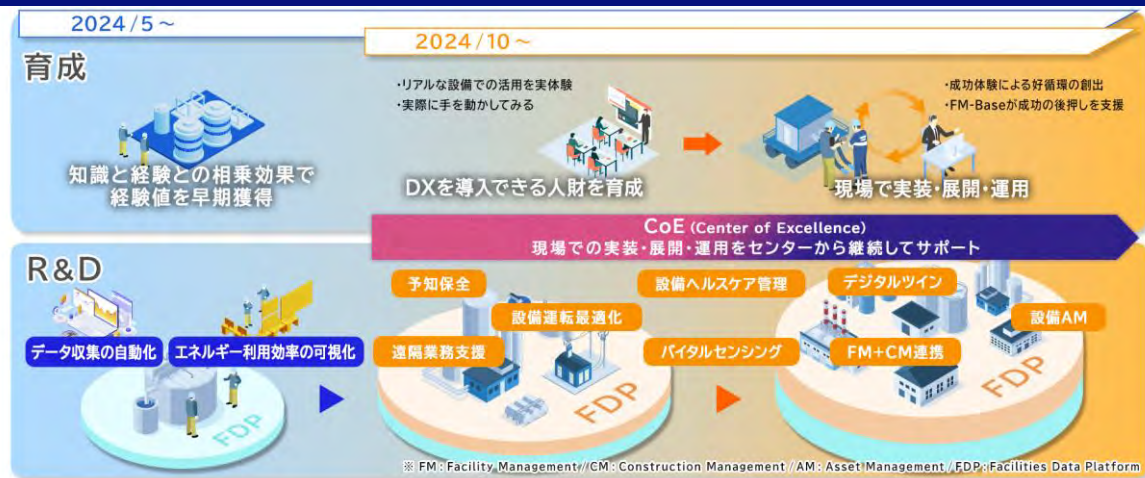 2024/5～
2024/10～
育成
知識と経験との相乗効果で
経験値を早期獲得
・リアルな設備での活用を実体験
・実際に手を動かしてみる
DXを導入できる人財を育成
・成功体験による好循環の創出
・FM-Baseが成功の後押しを支援
現場で実装・展開・運用
CoE (Center of Excellence)
現場での実装・展開・運用をセンターから継続してサポート
R&D
データ収集の自動化
エネルギー利用効率の可視化
FDP
予知保全
設備運転最適化
遠隔業務支援
FDP
設備ヘルスケア管理
バイタルセンシング
デジタルツイン
設備AM
FM+CM連携
FDP
※ FM：Facility Management / CM：Construction Management / AM：Asset Management / FDP：Facilities Data Platform